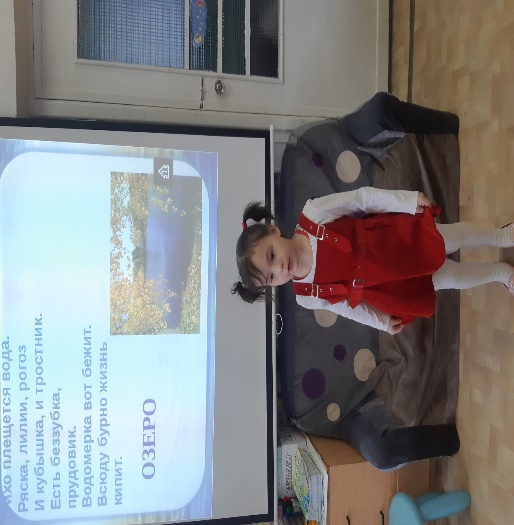 ОЗЕРО
плещется вода.
Ряска, лилии, рогоз
И кубышка, и тростник.
Есть беззубка,
прудовик.
Водомерка вот бежит.
Всюду бурно жизнь
кипит.